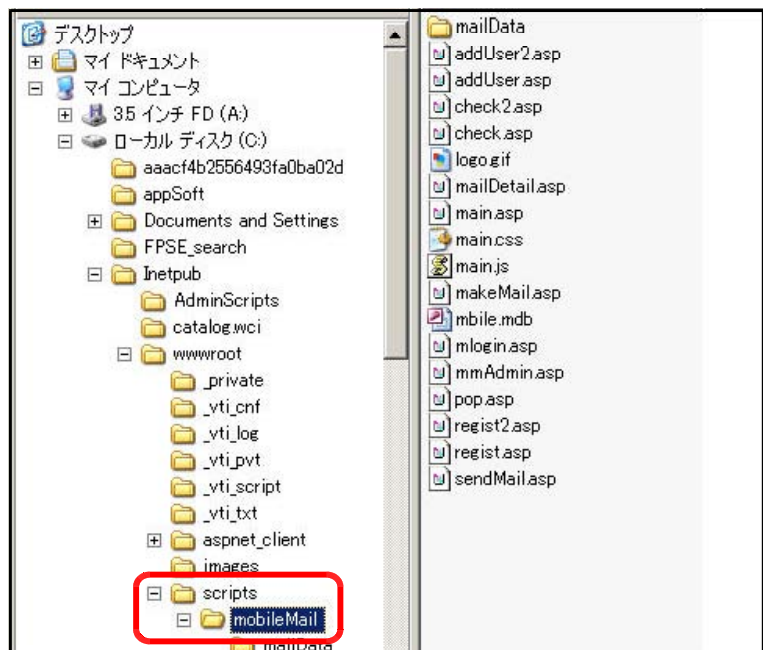 デスクトップ
マイ ドキュメント
マイ コンピュータ
3.5 インチ FD (A:)
ローカル ディスク (C:)
aaacf4b2556493fa0ba02d
appSoft
Documents and Settings
FPSE_search
Inetpub
AdminScripts
catalog.wci
wwwroot
_private
_vti_cnf
_vti_log
_vti_pvt
_vti_script
_vti_txt
aspnet_client
images
scripts
mobileMail
mailData
mailData
addUser2.asp
addUser.asp
check2.asp
check.asp
logo.gif
mailDetail.asp
main.asp
main.css
main.js
makeMail.asp
mbile.mdb
mlogin.asp
mmAdmin.asp
pop.asp
regist2.asp
regist.asp
sendMail.asp